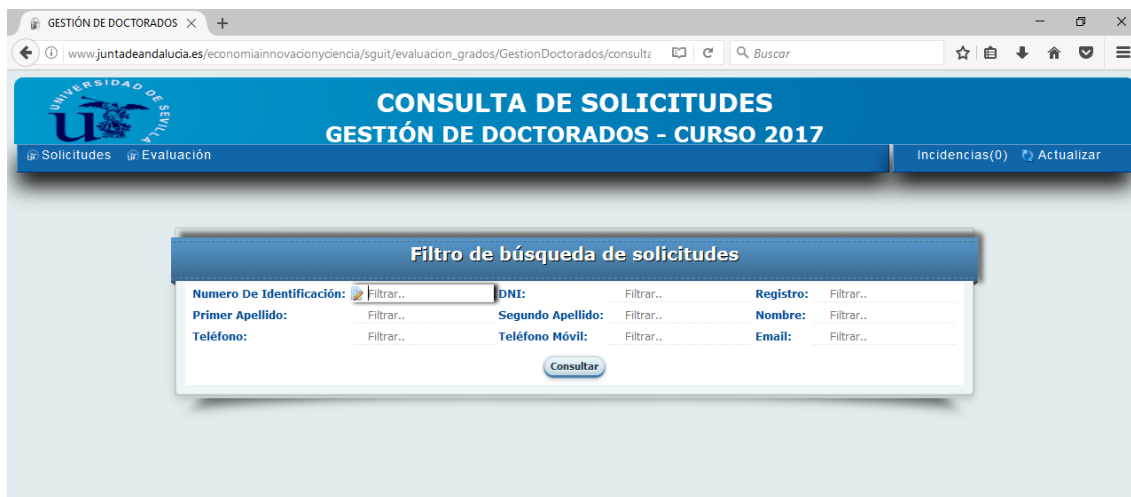 GESTIÓN DE DOCTORADOS
www.juntadeandalucia.es/economiainnovacionyciencia/sguit/evaluacion_grados/GestionDoctorados/consulta
Buscar
UNIVERSIDAD DE SEVILLA
CONSULTA DE SOLICITUDES
GESTIÓN DE DOCTORADOS - CURSO 2017
Solicitudes Evaluación Incidencias(0) Actualizar
Filtro de búsqueda de solicitudes
Numero De Identificación: Filtrar.. DNI: Filtrar.. Registro: Filtrar..
Primer Apellido: Filtrar.. Segundo Apellido: Filtrar.. Nombre: Filtrar..
Teléfono: Filtrar.. Teléfono Móvil: Filtrar.. Email: Filtrar..
Consultar